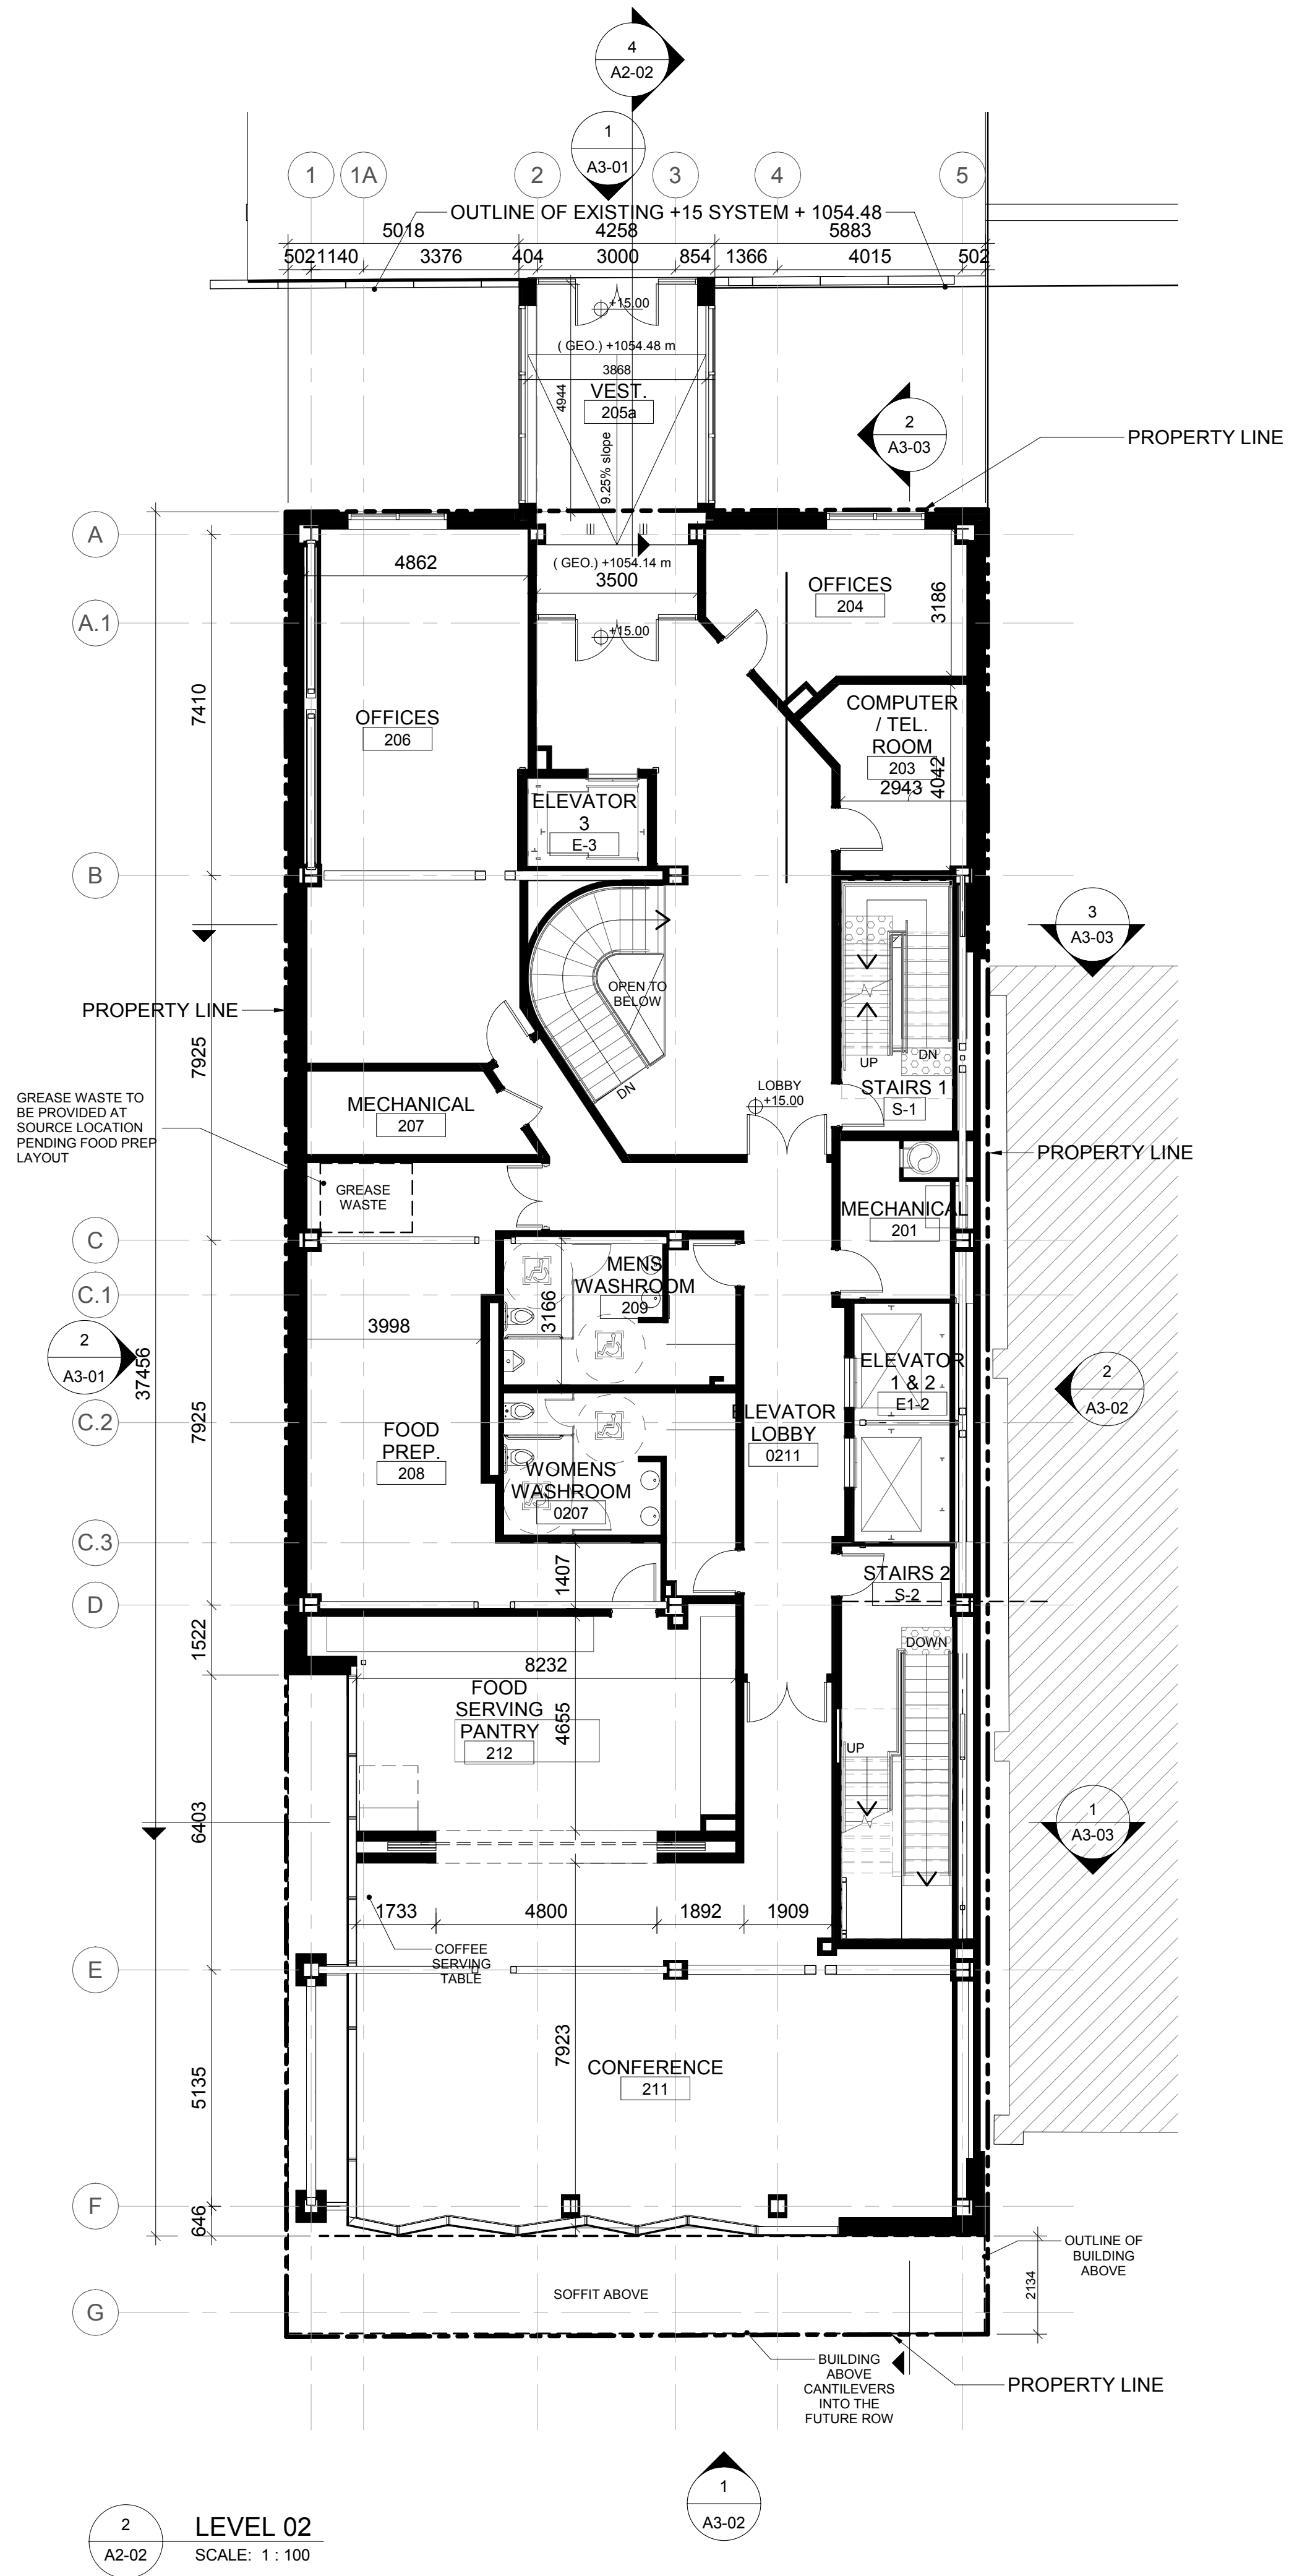 4
A2-02
1
A3-01
1
1A
2
3
4
5
OUTLINE OF EXISTING +15 SYSTEM + 1054.48
5018
4258
5883
502
1140
3376
404
3000
854
1366
4015
502
+15.00
( GEO.) +1054.48 m
3868
VEST.
205a
4944
9.25% slope
2
A3-03
PROPERTY LINE
A
( GEO.) +1054.14 m
4862
3500
OFFICES
204
3186
A.1
+15.00
7410
OFFICES
206
COMPUTER
/ TEL.
ROOM
203
4042
2943
ELEVATOR
3
E-3
B
3
A3-03
OPEN TO
BELOW
PROPERTY LINE
7925
UP
DN
DN
LOBBY
+15.00
STAIRS 1
S-1
GREASE WASTE TO
BE PROVIDED AT
SOURCE LOCATION
PENDING FOOD PREP
LAYOUT
MECHANICAL
207
PROPERTY LINE
GREASE
WASTE
MECHANICAL
201
C
C.1
MENS
WASHROOM
209
3166
3998
2
A3-01
37456
7925
ELEVATOR
1 & 2
E1-2
2
A3-02
C.2
FOOD
PREP.
208
ELEVATOR
LOBBY
0211
WOMENS
WASHROOM
0207
C.3
1407
STAIRS 2
S-2
D
1522
DOWN
8232
FOOD
SERVING
PANTRY
212
4655
UP
6403
1
A3-03
1733
4800
1892
1909
COFFEE
SERVING
TABLE
E
7923
5135
CONFERENCE
211
F
646
OUTLINE OF
BUILDING
ABOVE
2134
SOFFIT ABOVE
G
BUILDING
ABOVE
CANTILEVERS
INTO THE
FUTURE ROW
PROPERTY LINE
1
A3-02
2
A2-02
LEVEL 02
SCALE: 1 : 100